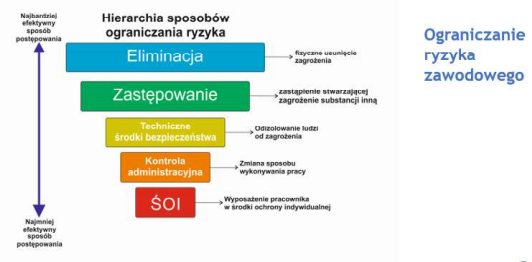 Najbardziej
efektywny
sposób
postępowania
Hierarchia sposobów
ograniczania ryzyka
Eliminacja
fizyczne usunięcie
zagrożenia
Zastępowanie
zastąpienie stwarzającej
zagrożenie substancji inną
Techniczne
środki bezpieczeństwa
Odizolowanie ludzi
od zagrożenia
Kontrola
administracyjna
Zmiana sposobu
wykonywania pracy
ŚOI
Wyposażenie pracownika
w środki ochrony indywidualnej
Najmniej
efektywny
sposób
postępowania
Ograniczanie
ryzyka
zawodowego